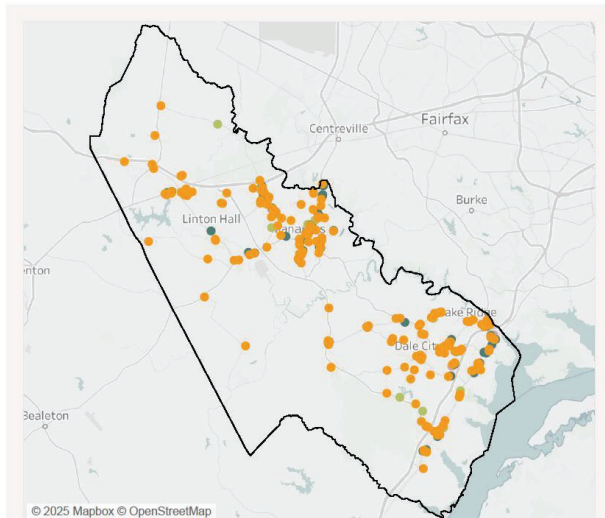 Centreville
Fairfax
Burke
Linton Hall
Dale City
Bealeton
© 2025 Mapbox © OpenStreetMap